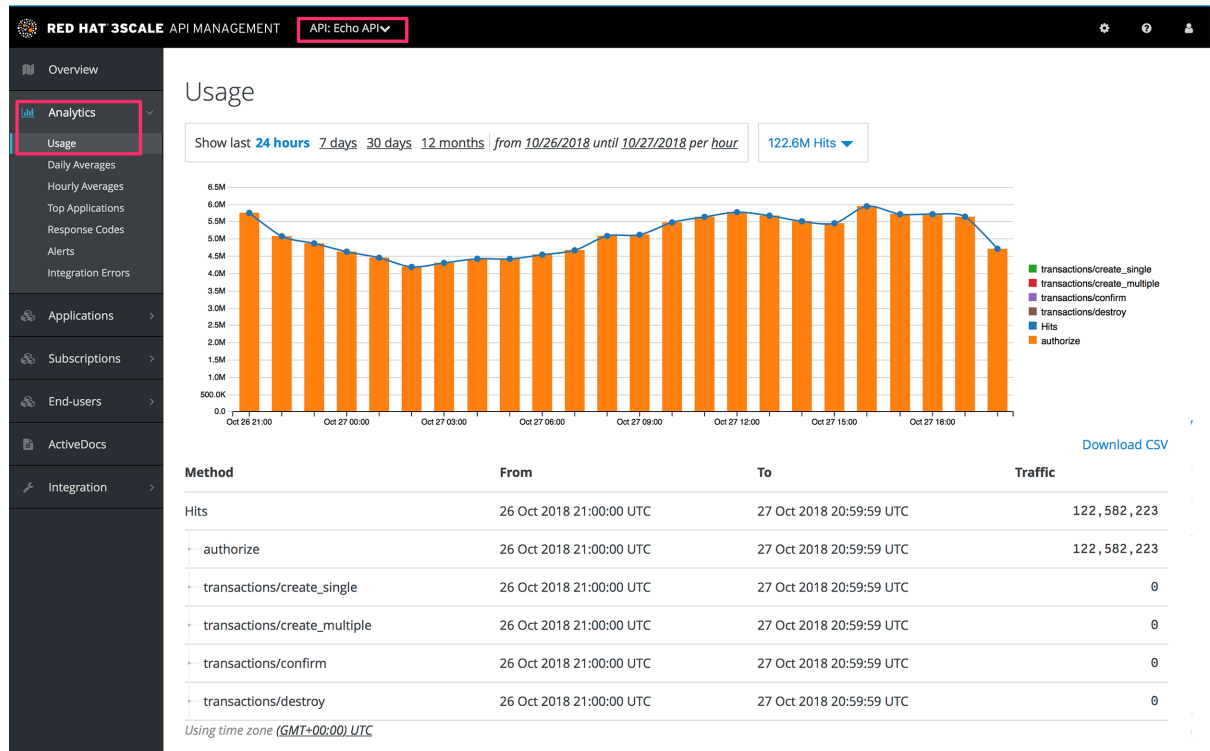 RED HAT 3SCALE API MANAGEMENT API: Echo API
Overview
Analytics
Usage
Daily Averages
Hourly Averages
Top Applications
Response Codes
Alerts
Integration Errors
Applications
Subscriptions
End-users
ActiveDocs
Integration
Usage
Show last 24 hours 7 days 30 days 12 months from 10/26/2018 until 10/27/2018 per hour
122.6M Hits
6.5M
6.0M
5.5M
5.0M
4.5M
4.0M
3.5M
3.0M
2.5M
2.0M
1.5M
1.0M
500.0K
0.0
Oct 26 21:00 Oct 27 00:00 Oct 27 03:00 Oct 27 06:00 Oct 27 09:00 Oct 27 12:00 Oct 27 15:00 Oct 27 18:00
transactions/create_single
transactions/create_multiple
transactions/confirm
transactions/destroy
Hits
authorize
Download CSV
Method From To Traffic
Hits 26 Oct 2018 21:00:00 UTC 27 Oct 2018 20:59:59 UTC 122,582,223
authorize 26 Oct 2018 21:00:00 UTC 27 Oct 2018 20:59:59 UTC 122,582,223
transactions/create_single 26 Oct 2018 21:00:00 UTC 27 Oct 2018 20:59:59 UTC 0
transactions/create_multiple 26 Oct 2018 21:00:00 UTC 27 Oct 2018 20:59:59 UTC 0
transactions/confirm 26 Oct 2018 21:00:00 UTC 27 Oct 2018 20:59:59 UTC 0
transactions/destroy 26 Oct 2018 21:00:00 UTC 27 Oct 2018 20:59:59 UTC 0
Using time zone (GMT+00:00) UTC